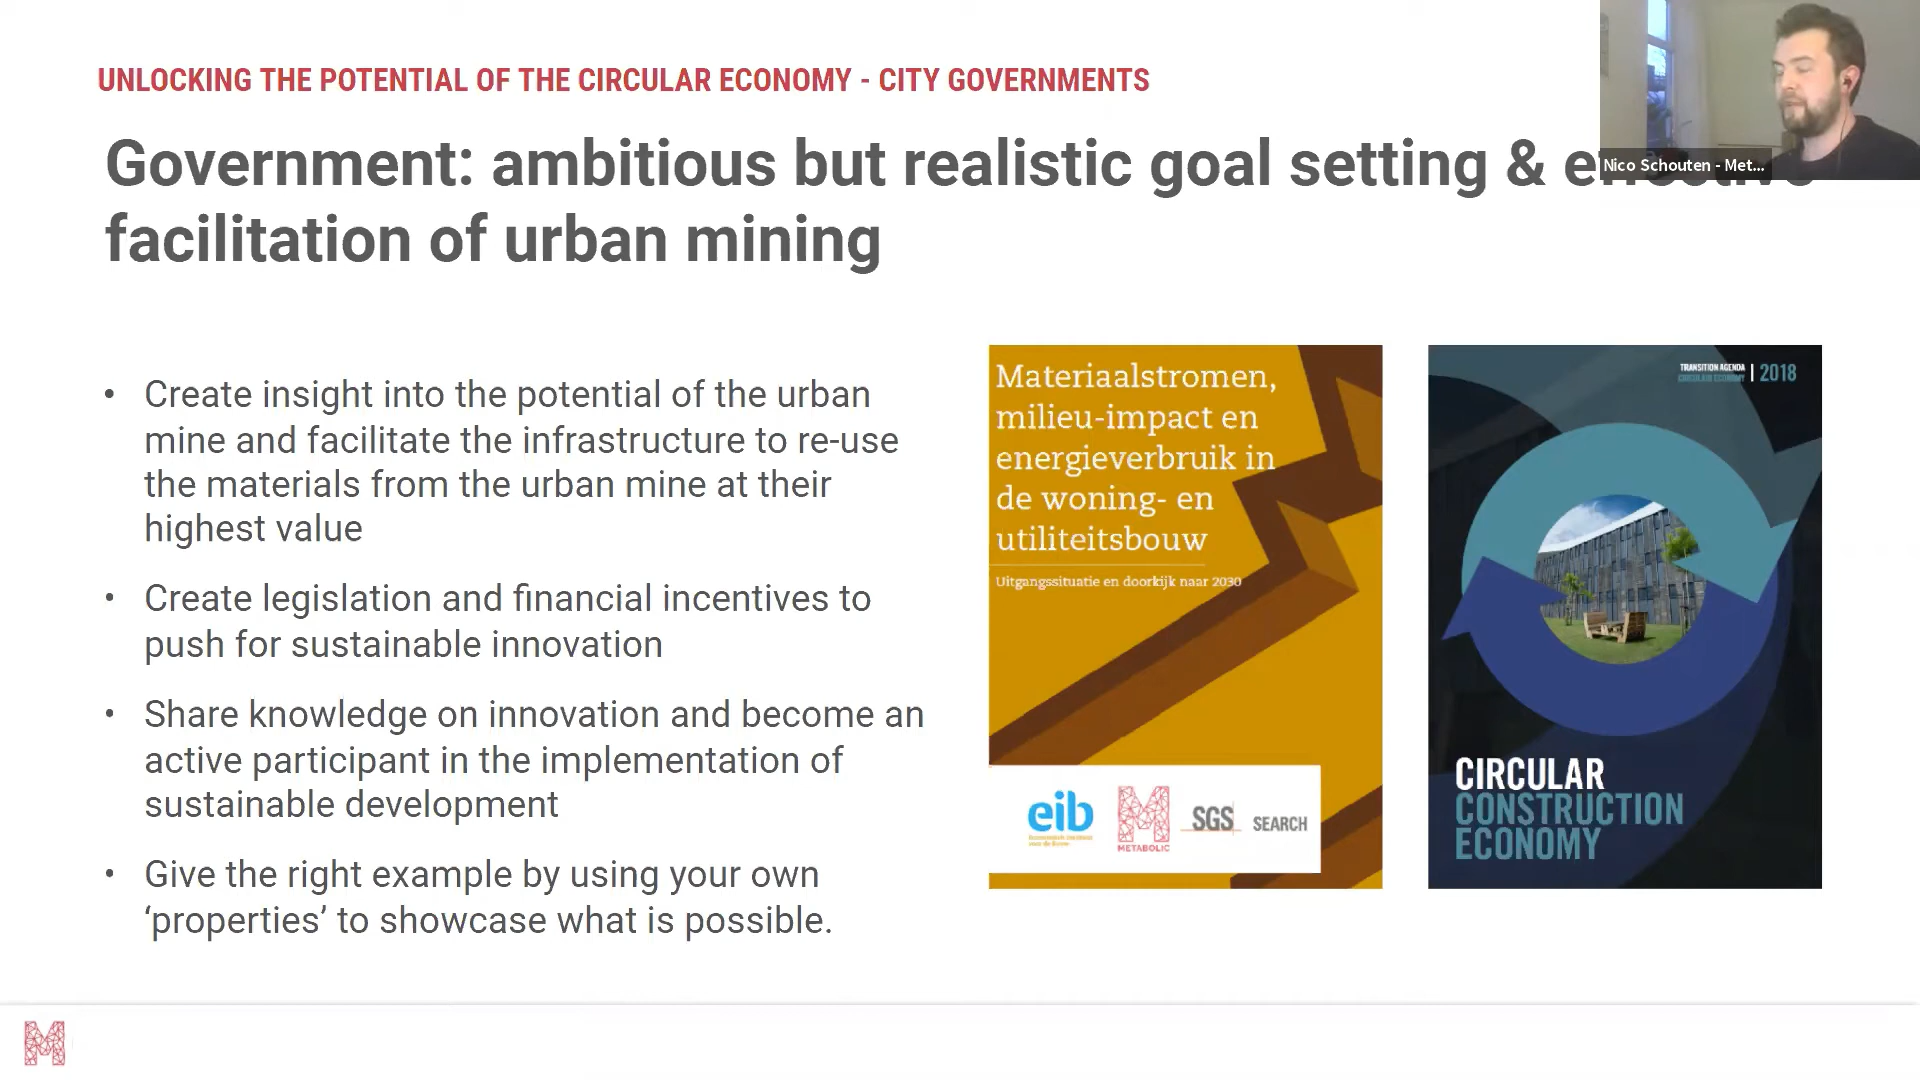 UNLOCKING THE POTENTIAL OF THE CIRCULAR ECONOMY - CITY GOVERNMENTS
Government: ambitious but realistic goal setting &
facilitation of urban mining
Nico Schouten - Met...
• Create insight into the potential of the urban
mine and facilitate the infrastructure to re-use
the materials from the urban mine at their
highest value
• Create legislation and financial incentives to
push for sustainable innovation
• Share knowledge on innovation and become an
active participant in the implementation of
sustainable development
• Give the right example by using your own
‘properties’ to showcase what is possible.
Materiaalstromen,
milieu-impact en
energieverbruik in
de woning- en
utiliteitsbouw
Uitgangssituatie en doorkijk naar 2030
eib
METABOLIC
SGS SEARCH
TRANSITION AGENDA
CIRCULAR ECONOMY | 2018
CIRCULAR
CONSTRUCTION
ECONOMY